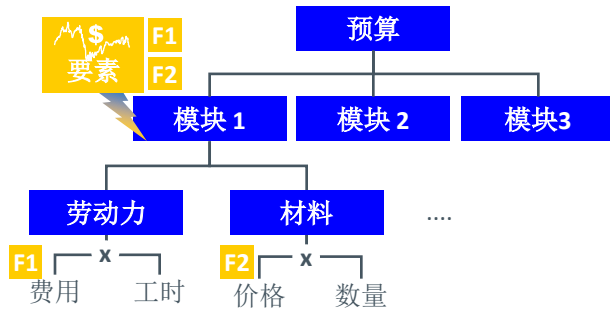 $
要素
F1
F2
预算
模块 1
模块 2
模块3
劳动力
材料
....
F1
x
F2
x
费用
工时
价格
数量